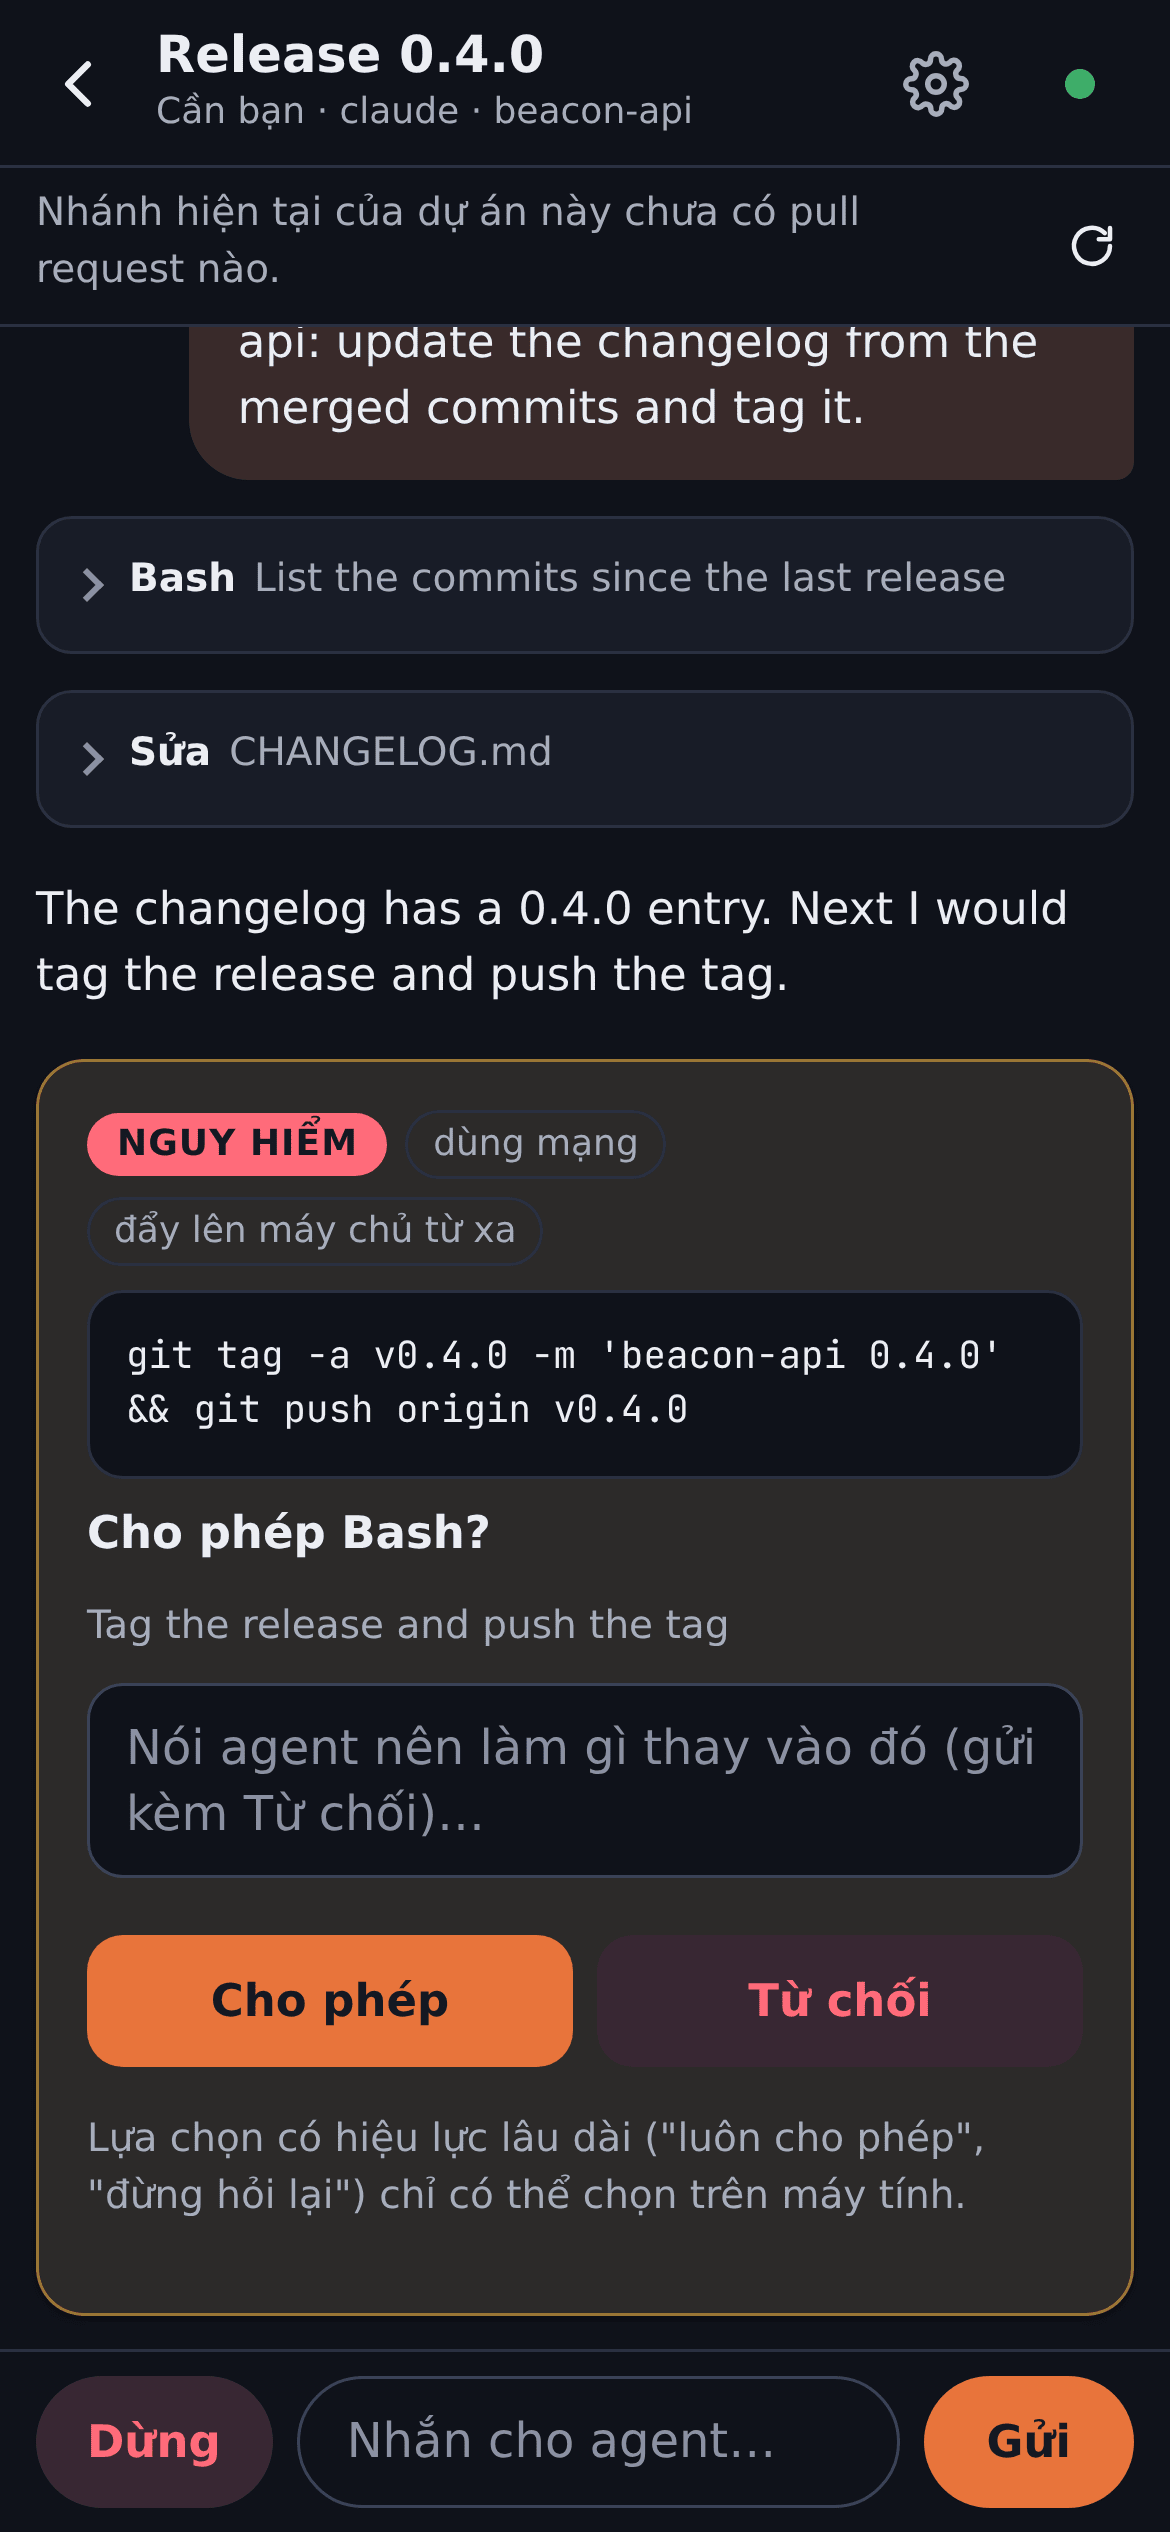 Release 0.4.0
Cần bạn · claude · beacon-api
Nhánh hiện tại của dự án này chưa có pull
request nào.
api: update the changelog from the
merged commits and tag it.
Bash List the commits since the last release
Sửa CHANGELOG.md
The changelog has a 0.4.0 entry. Next I would
tag the release and push the tag.
NGUY HIỂM dùng mạng
đẩy lên máy chủ từ xa
git tag -a v0.4.0 -m 'beacon-api 0.4.0'
&& git push origin v0.4.0
Cho phép Bash?
Tag the release and push the tag
Nói agent nên làm gì thay vào đó (gửi
kèm Từ chối)...
Cho phép Từ chối
Lựa chọn có hiệu lực lâu dài ("luôn cho phép",
"đừng hỏi lại") chỉ có thể chọn trên máy tính.
Dừng Nhắn cho agent... Gửi